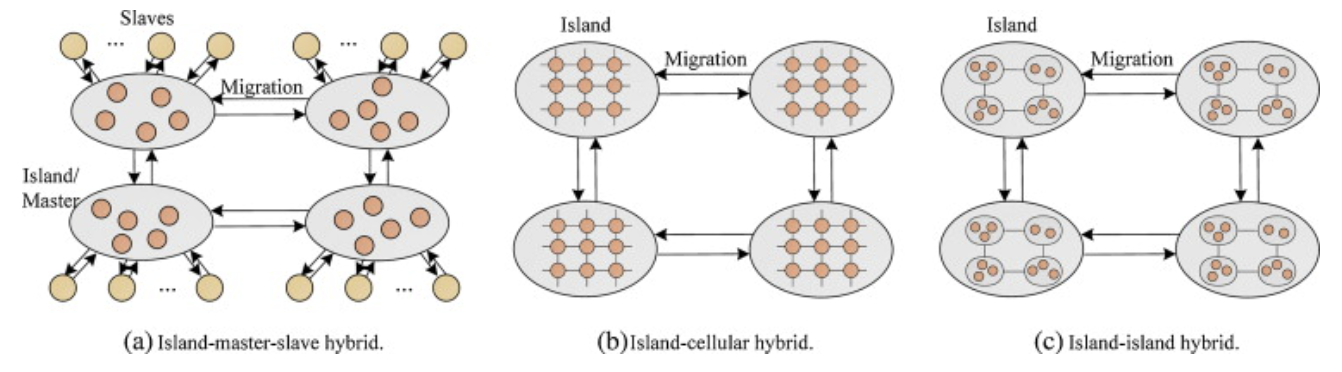 Slaves
...
...
Migration
Island/
Master
...
...
(a) Island-master-slave hybrid.
Island
Migration
(b)Island-cellular hybrid.
Island
Migration
(c) Island-island hybrid.